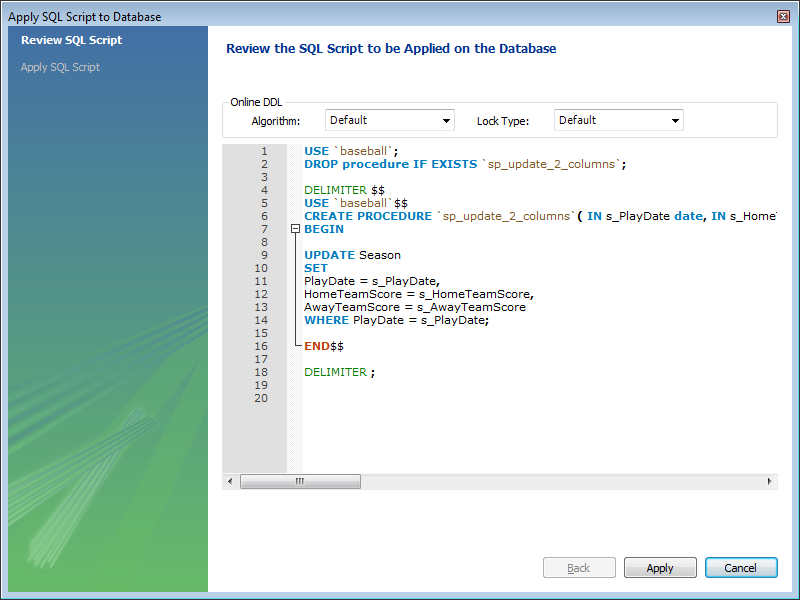 Apply SQL Script to Database
Review SQL Script
Apply SQL Script
Review the SQL Script to be Applied on the Database
Online DDL
Algorithm: Default Lock Type: Default
1 USE `baseball`;
2 DROP procedure IF EXISTS `sp_update_2_columns`;
3
4 DELIMITER $$
5 USE `baseball`$$
6 CREATE PROCEDURE `sp_update_2_columns`( IN s_PlayDate date, IN s_Home
7 BEGIN
8
9 UPDATE Season
10 SET
11 PlayDate = s_PlayDate,
12 HomeTeamScore = s_HomeTeamScore,
13 AwayTeamScore = s_AwayTeamScore
14 WHERE PlayDate = s_PlayDate;
15
16 END$$
17
18 DELIMITER ;
19
20
Back Apply Cancel